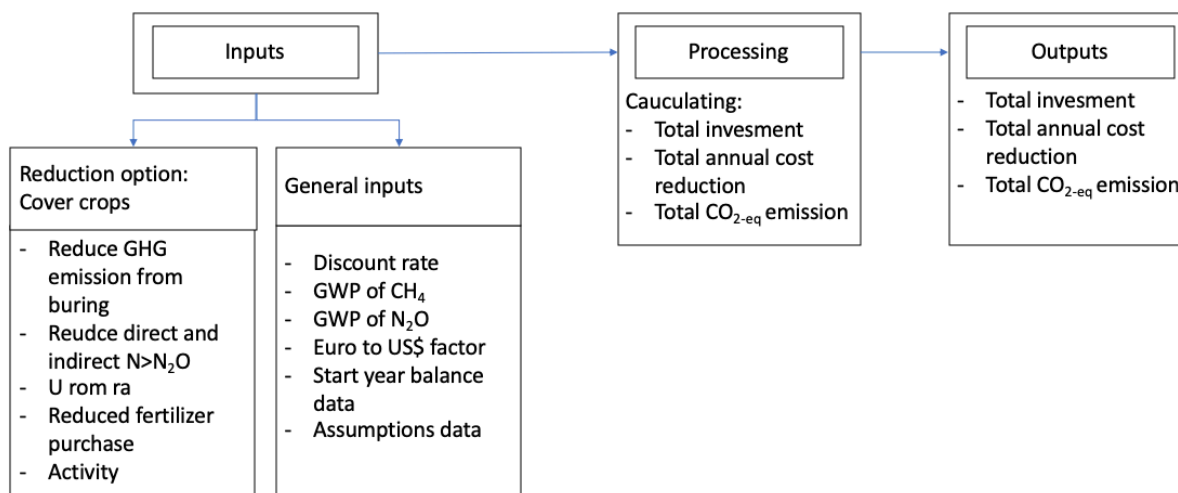 Inputs
Processing
Outputs
Cauculating:
- Total invesment
- Total annual cost
reduction
- Total CO₂-eq emission
- Total invesment
- Total annual cost
reduction
- Total CO₂-eq emission
Reduction option:
Cover crops
- Reduce GHG
emission from
buring
- Reudce direct and
indirect N>N₂O
- U rom ra
- Reduced fertilizer
purchase
- Activity
General inputs
- Discount rate
- GWP of CH₄
- GWP of N₂O
- Euro to US$ factor
- Start year balance
data
- Assumptions data